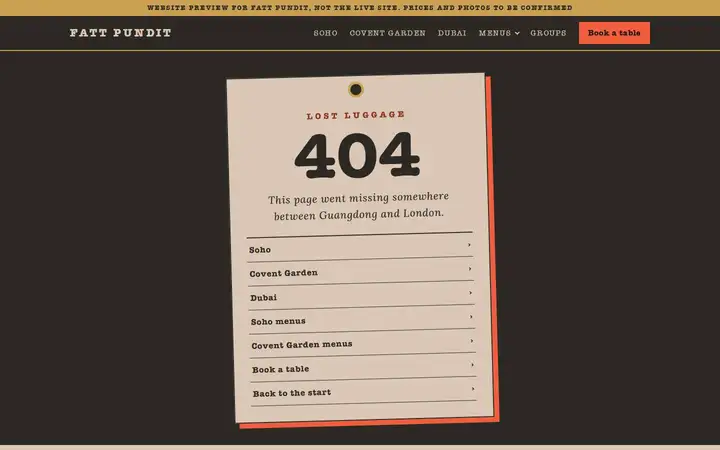 WEBSITE PREVIEW FOR FATT PUNDIT, NOT THE LIVE SITE. PRICES AND PHOTOS TO BE CONFIRMED
FATT PUNDIT
SOHO COVENT GARDEN DUBAI MENUS GROUPS Book a table
LOST LUGGAGE
404
This page went missing somewhere
between Guangdong and London.
Soho
Covent Garden
Dubai
Soho menus
Covent Garden menus
Book a table
Back to the start